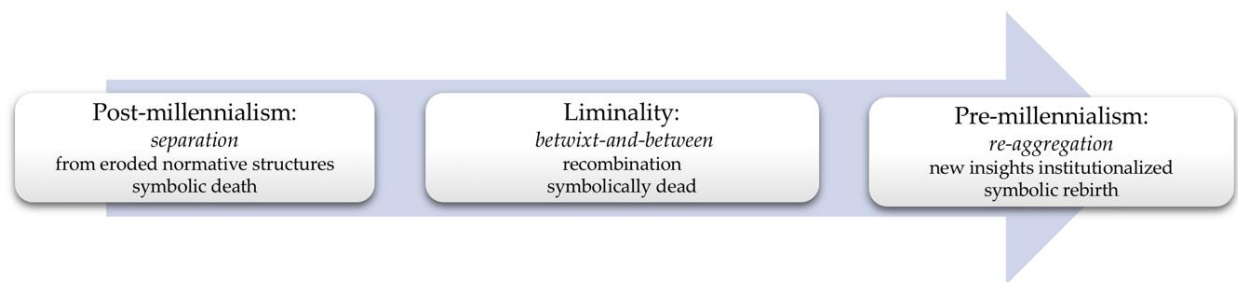 Post-millennialism:
separation
from eroded normative structures
symbolic death
Liminality:
betwixt-and-between
recombination
symbolically dead
Pre-millennialism:
re-aggregation
new insights institutionalized
symbolic rebirth